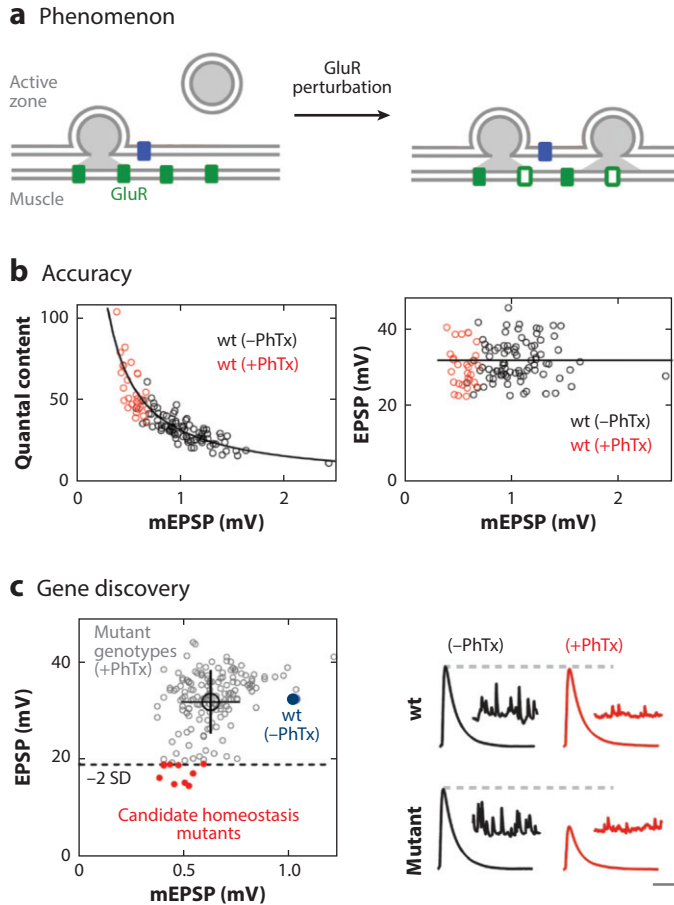 a Phenomenon
Active
zone
GluR
perturbation
GluR
Muscle
b Accuracy
100
50
0
Quantal content
wt (–PhTx)
wt (+PhTx)
0
1
2
mEPSP (mV)
40
20
0
EPSP (mV)
wt (–PhTx)
wt (+PhTx)
0
1
2
mEPSP (mV)
c Gene discovery
40
20
0
EPSP (mV)
Mutant
genotypes
(+PhTx)
wt
(–PhTx)
–2 SD
Candidate homeostasis
mutants
0
0.5
1.0
mEPSP (mV)
(–PhTx)
(+PhTx)
wt
Mutant